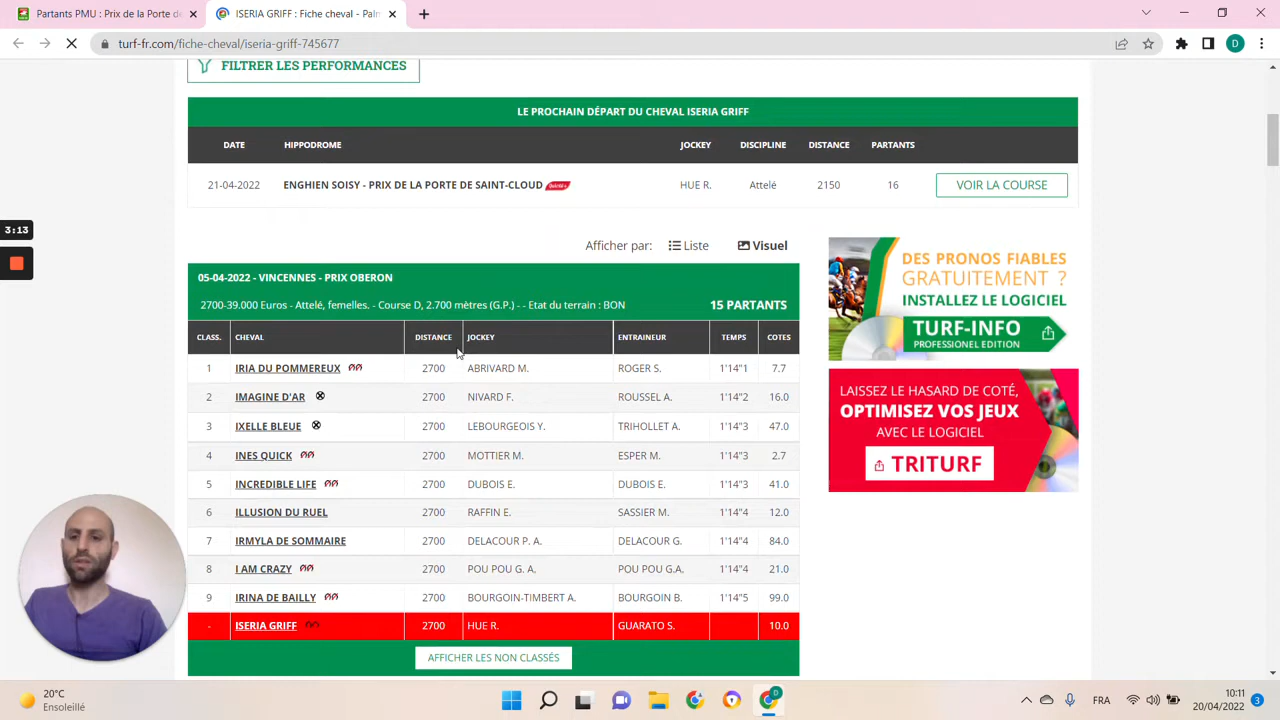 Partants PMU : Prix de la Porte de
ISERIA GRIFF : Fiche cheval - Paln
turf-fr.com/fiche-cheval/iseria-griff-745677
D
FILTRER LES PERFORMANCES
LE PROCHAIN DÉPART DU CHEVAL ISERIA GRIFF
DATE HIPPODROME JOCKEY DISCIPLINE DISTANCE PARTANTS
21-04-2022 ENGHIEN SOISY - PRIX DE LA PORTE DE SAINT-CLOUD Quinté+ HUE R. Attelé 2150 16 VOIR LA COURSE
3:13
Afficher par: Liste Visuel
05-04-2022 - VINCENNES - PRIX OBERON
2700-39.000 Euros - Attelé, femelles. - Course D, 2.700 mètres (G.P.) - - Etat du terrain : BON 15 PARTANTS
CLASS. CHEVAL DISTANCE JOCKEY ENTRAINEUR TEMPS COTES
1 IRIA DU POMMEREUX 2700 ABRIVARD M. ROGER S. 1'14"1 7.7
2 IMAGINE D'AR 2700 NIVARD F. ROUSSEL A. 1'14"2 16.0
3 IXELLE BLEUE 2700 LEBOURGEOIS Y. TRIHOLLET A. 1'14"3 47.0
4 INES QUICK 2700 MOTTIER M. ESPER M. 1'14"3 2.7
5 INCREDIBLE LIFE 2700 DUBOIS E. DUBOIS E. 1'14"3 41.0
6 ILLUSION DU RUEL 2700 RAFFIN E. SASSIER M. 1'14"4 12.0
7 IRMYLA DE SOMMAIRE 2700 DELACOUR P. A. DELACOUR G. 1'14"4 84.0
8 I AM CRAZY 2700 POU POU G. A. POU POU G.A. 1'14"4 21.0
9 IRINA DE BAILLY 2700 BOURGOIN-TIMBERT A. BOURGOIN B. 1'14"5 99.0
- ISERIA GRIFF 2700 HUE R. GUARATO S. 10.0
AFFICHER LES NON CLASSÉS
DES PRONOS FIABLES
GRATUITEMENT ?
INSTALLEZ LE LOGICIEL
TURF-INFO
PROFESIONEL EDITION
LAISSEZ LE HASARD DE COTÉ,
OPTIMISEZ VOS JEUX
AVEC LE LOGICIEL
TRITURF
20°C
Ensoleillé
D
FRA
10:11
20/04/2022
3